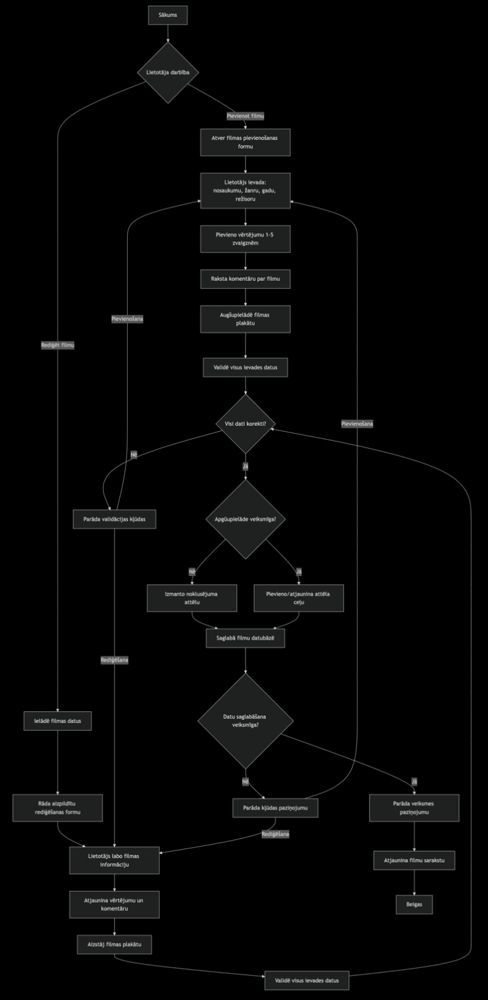 Sākums
Lietotāja darbība
Pievienot filmu
Atver filmas pievienošanas
formu
Lietotājs ievada:
nosaukumu, žanru, gadu,
režisoru
Pievieno vērtējumu 1-5
zvaigznēm
Raksta komentāru par filmu
Augšupielādē filmas
plakātu
Pievienošana
Rediģēt filmu
Validē visus ievades datus
Visi dati korekti?
Pievienošana
Nē
Jā
Parāda validācijas kļūdas
Apgūupielāde veiksmīga?
Nē
Jā
Izmanto noklusējuma
attēlu
Pievieno/atjaunina attēla
ceļu
Saglabā filmu datubāzē
Rediģēšana
Ielādē filmas datus
Datu saglabāšana
veiksmīga?
Nē
Jā
Rāda aizpildītu
rediģēšanas formu
Parāda kļūdas paziņojumu
Parāda veiksmes
paziņojumu
Rediģēšana
Lietotājs labo filmas
informāciju
Atjaunina filmu sarakstu
Atjaunina vērtējumu un
komentāru
Beigas
Aizstāj filmas plakātu
Validē visus ievades datus